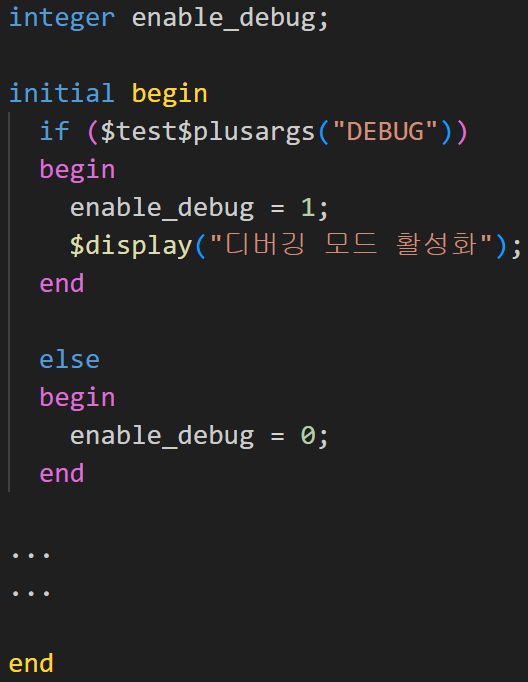 integer enable_debug;
initial begin
if ($test$plusargs("DEBUG"))
begin
enable_debug = 1;
$display("디버깅 모드 활성화");
end
else
begin
enable_debug = 0;
end
...
...
end